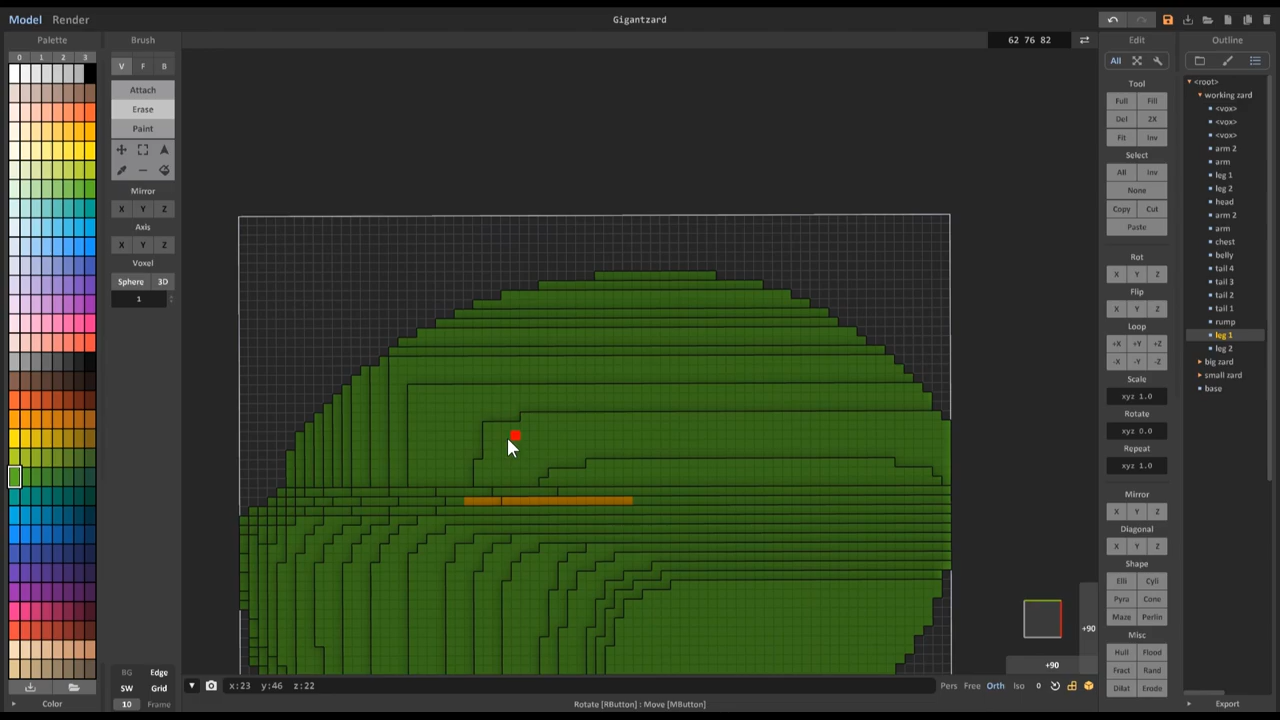 Model Render
Gigantzard
Palette
Brush
62 76 82
Edit
Outline
0 1 2 3
V F B
All
Attach
Erase
Paint
Mirror
X Y Z
Axis
X Y Z
Voxel
Sphere 3D
1
Tool
Full Fill
Del 2X
Fit Inv
Select
All Inv
None
Copy Cut
Paste
Rot
X Y Z
Flip
X Y Z
Loop
+X +Y +Z
-X -Y -Z
Scale
xyz 1.0
Rotate
xyz 0.0
Repeat
xyz 1.0
Mirror
X Y Z
Diagonal
X Y Z
Shape
Elli Cyli
Pyra Cone
Maze Perlin
Misc
Hull Flood
Fract Rand
Dilat Erode
<root>
working zard
<vox>
<vox>
<vox>
arm 2
arm
leg 1
leg 2
head
arm 2
arm
chest
belly
tail 4
tail 3
tail 2
tail 1
rump
leg 1
leg 2
big zard
small zard
base
+90
+90
BG Edge
SW Grid
10 Frame
x:23 y:46 z:22
Pers Free Orth Iso 0
Color
Rotate [RButton] : Move [MButton]
Export